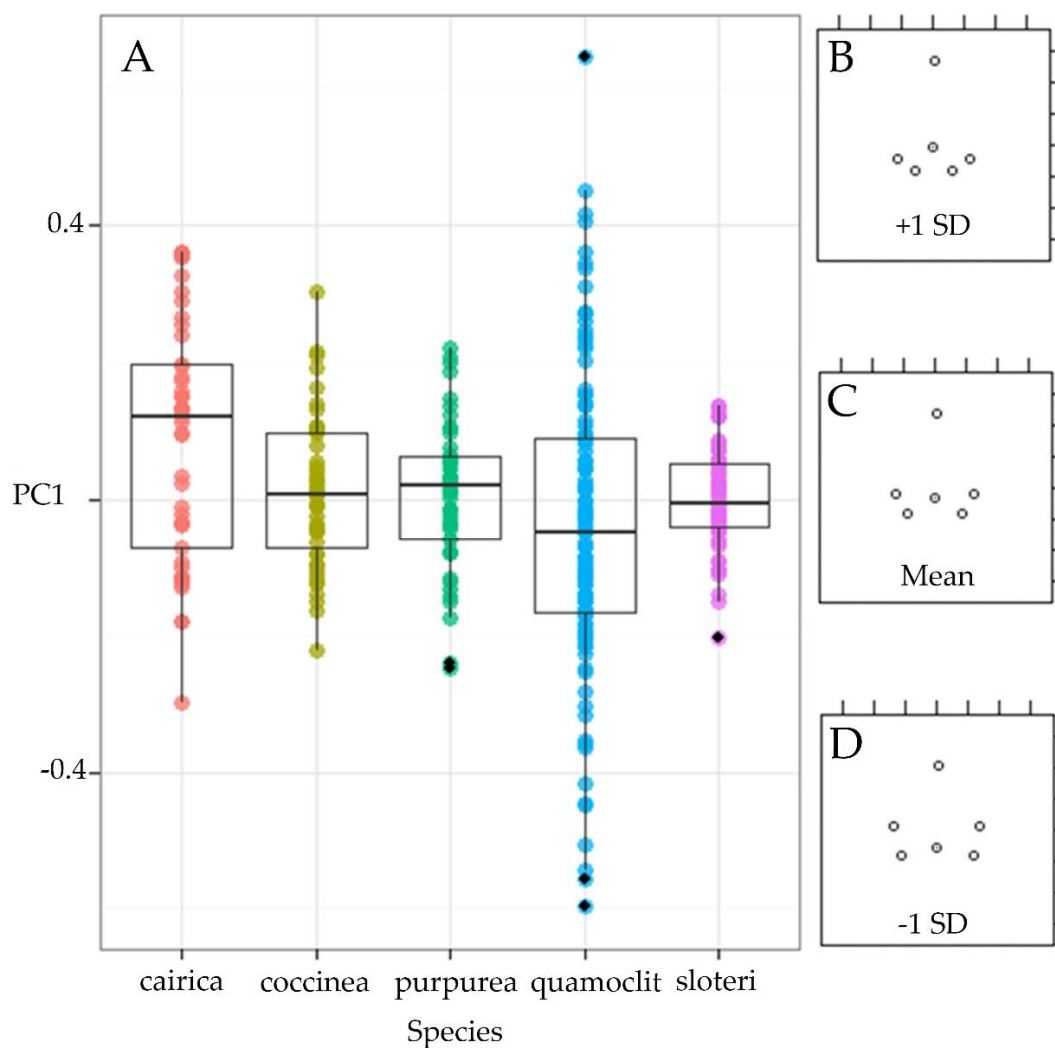 A
0.4
PC1
-0.4
cairica coccinea purpurea quamoclit sloteri
Species
B
+1 SD
C
Mean
D
-1 SD